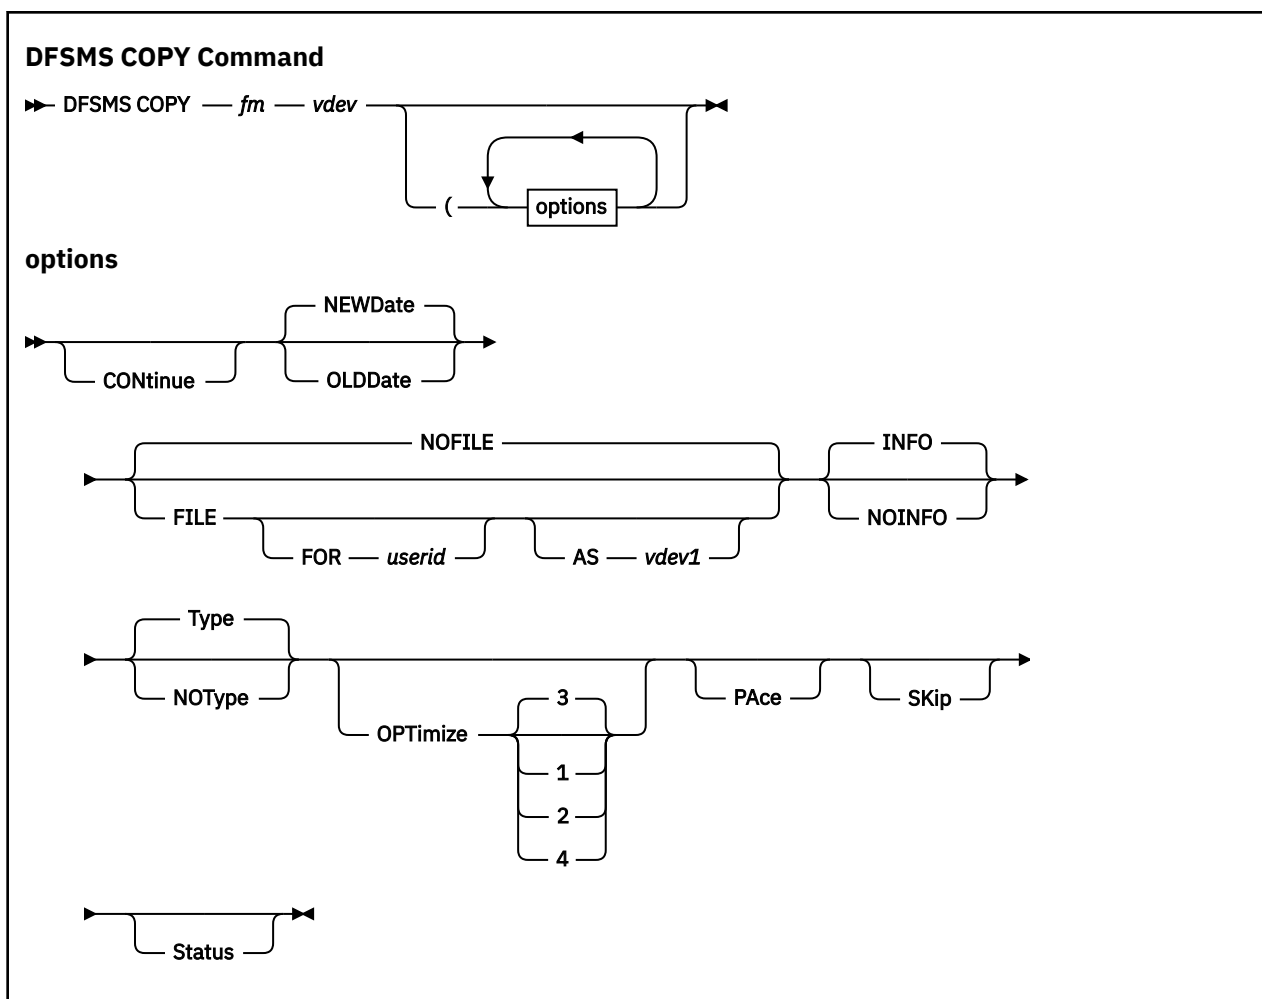 DFSMS COPY Command
DFSMS COPY fm vdev
( options
options
NEWDate
CONtinue OLDDate
NOFILE INFO
FILE NOINFO
FOR userid AS vdev1
Type
NOType 3 PAce SKip
OPTimize
1
2
4
Status